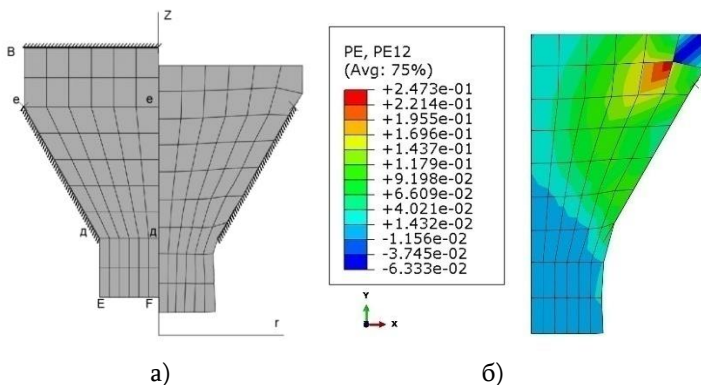 Z
B
e
e
Д
Д
E
F
r
PE, PE12
(Avg: 75%)
+2.473e-01
+2.214e-01
+1.955e-01
+1.696e-01
+1.437e-01
+1.179e-01
+9.198e-02
+6.609e-02
+4.021e-02
+1.432e-02
-1.156e-02
-3.745e-02
-6.333e-02
Y
X
а)
б)